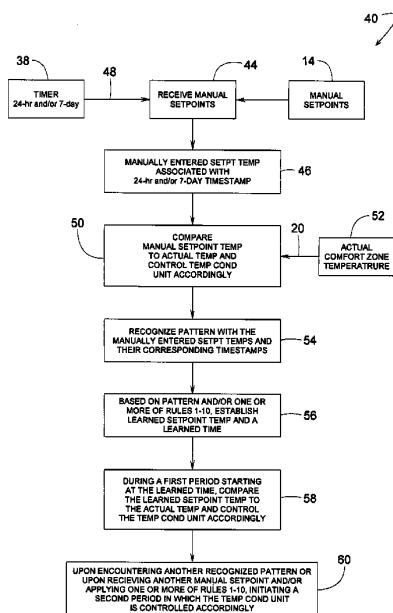 40
38
TIMER
24-hr and/or 7-day
48
44
RECEIVE MANUAL
SETPOINTS
14
MANUAL
SETPOINTS
MANUALLY ENTERED SETPT TEMP
ASSOCIATED WITH
24-hr and/or 7-DAY TIMESTAMP
46
50
COMPARE
MANUAL SETPOINT TEMP
TO ACTUAL TEMP AND
CONTROL TEMP COND
UNIT ACCORDINGLY
20
52
ACTUAL
COMFORT ZONE
TEMPERATRURE
RECOGNIZE PATTERN WITH THE
MANUALLY ENTERED SETPT TEMPS AND
THEIR CORRESPONDING TIMESTAMPS
54
BASED ON PATTERN AND/OR ONE OR
MORE OF RULES 1-10, ESTABLISH
LEARNED SETPOINT TEMP AND A
LEARNED TIME
56
DURING A FIRST PERIOD STARTING
AT THE LEARNED TIME, COMPARE
THE LEARNED SETPOINT TEMP TO
THE ACTUAL TEMP AND CONTROL
THE TEMP COND UNIT ACCORDINGLY
58
UPON ENCOUNTERING ANOTHER RECOGNIZED PATTERN OR
UPON RECIEVING ANOTHER MANUAL SETPOINT AND/OR
APPLYING ONE OR MORE OF RULES 1-10, INITIATING A
SECOND PERIOD IN WHICH THE TEMP COND UNIT
IS CONTROLLED ACCORDINGLY
60